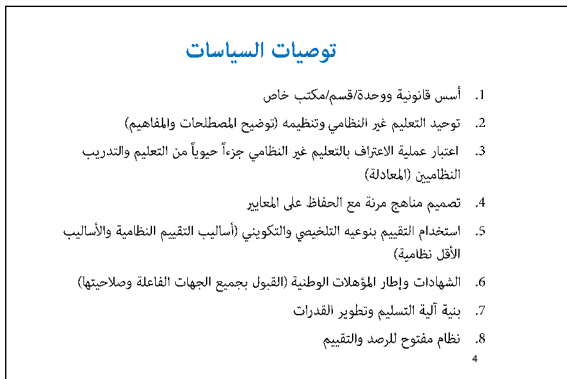 توصيات السياسات
1. أسس قانونية ووحدة/قسم/مكتب خاص
2. توحيد التعليم غير النظامي وتنظيمه (توضيح المصطلحات والمفاهيم)
3. اعتبار عملية الاعتراف بالتعليم غير النظامي جزءاً حيوياً من التعليم والتدريب
النظاميين (المعادلة)
4. تصميم مناهج مرنة مع الحفاظ على المعايير
5. استخدام التقييم بنوعيه التلخيصي والتكويني (أساليب التقييم النظامية والأساليب
الأقل نظامية)
6. الشهادات وإطار المؤهلات الوطنية (القبول بجميع الجهات الفاعلة وصلاحيتها)
7. بنية آلية التسليم وتطوير القدرات
8. نظام مفتوح للرصد والتقييم
4